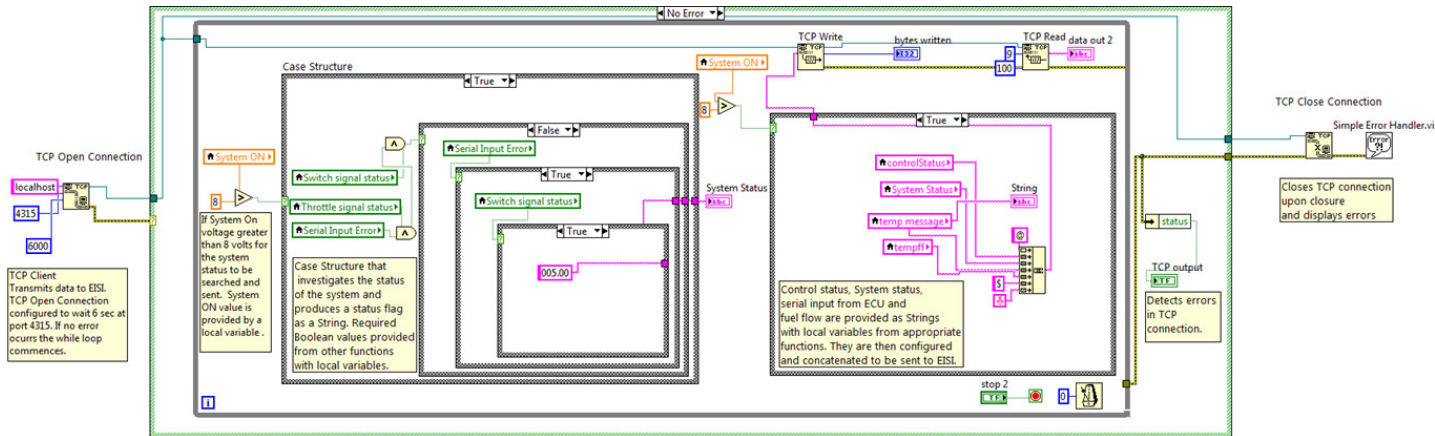 No Error
TCP Write
bytes written
I32
TCP Read
data out 2
abc
9
100
Case Structure
True
System ON
8
>
TCP Open Connection
localhost
4315
6000
TCP
TCP Client
Transmits data to EISI.
TCP Open Connection
configured to wait 6 sec at
port 4315. If no error
ocurrs the while loop
commences.
System ON
8
>
If System On
voltage greater
than 8 volts for
the system
status to be
searched and
sent. System
ON value is
provided by a
local variable .
Switch signal status
Throttle signal status
Serial Input Error
Case Structure that
investigates the status
of the system and
produces a status flag
as a String. Required
Boolean values provided
from other functions
with local variables.
False
Serial Input Error
True
Switch signal status
True
005.00
System Status
abc
True
controlStatus
System Status
temp message
tempff
String
abc
@
$
Control status, System status,
serial input from ECU and
fuel flow are provided as Strings
with local variables from appropriate
functions. They are then configured
and concatenated to be sent to EISI.
stop 2
TF
0
i
TCP Close Connection
TCP
Simple Error Handler.vi
Error
?!
Closes TCP connection
upon closure
and displays errors
status
TCP output
TF
Detects errors
in TCP
connection.